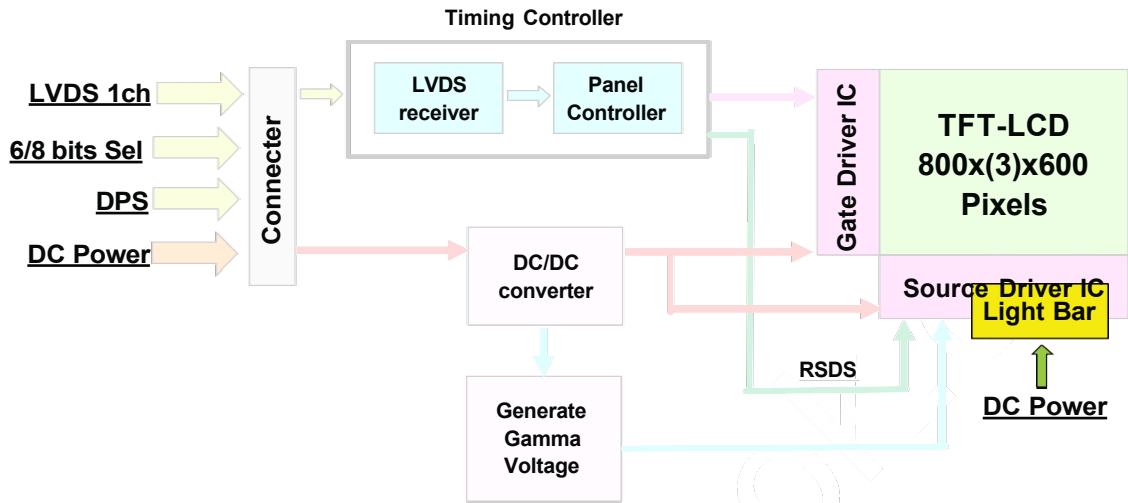 Timing Controller
LVDS 1ch
6/8 bits Sel
DPS
DC Power
Connecter
LVDS
receiver
Panel
Controller
Gate Driver IC
TFT-LCD
800x(3)x600
Pixels
DC/DC
converter
Source Driver IC
Light Bar
RSDS
DC Power
Generate
Gamma
Voltage